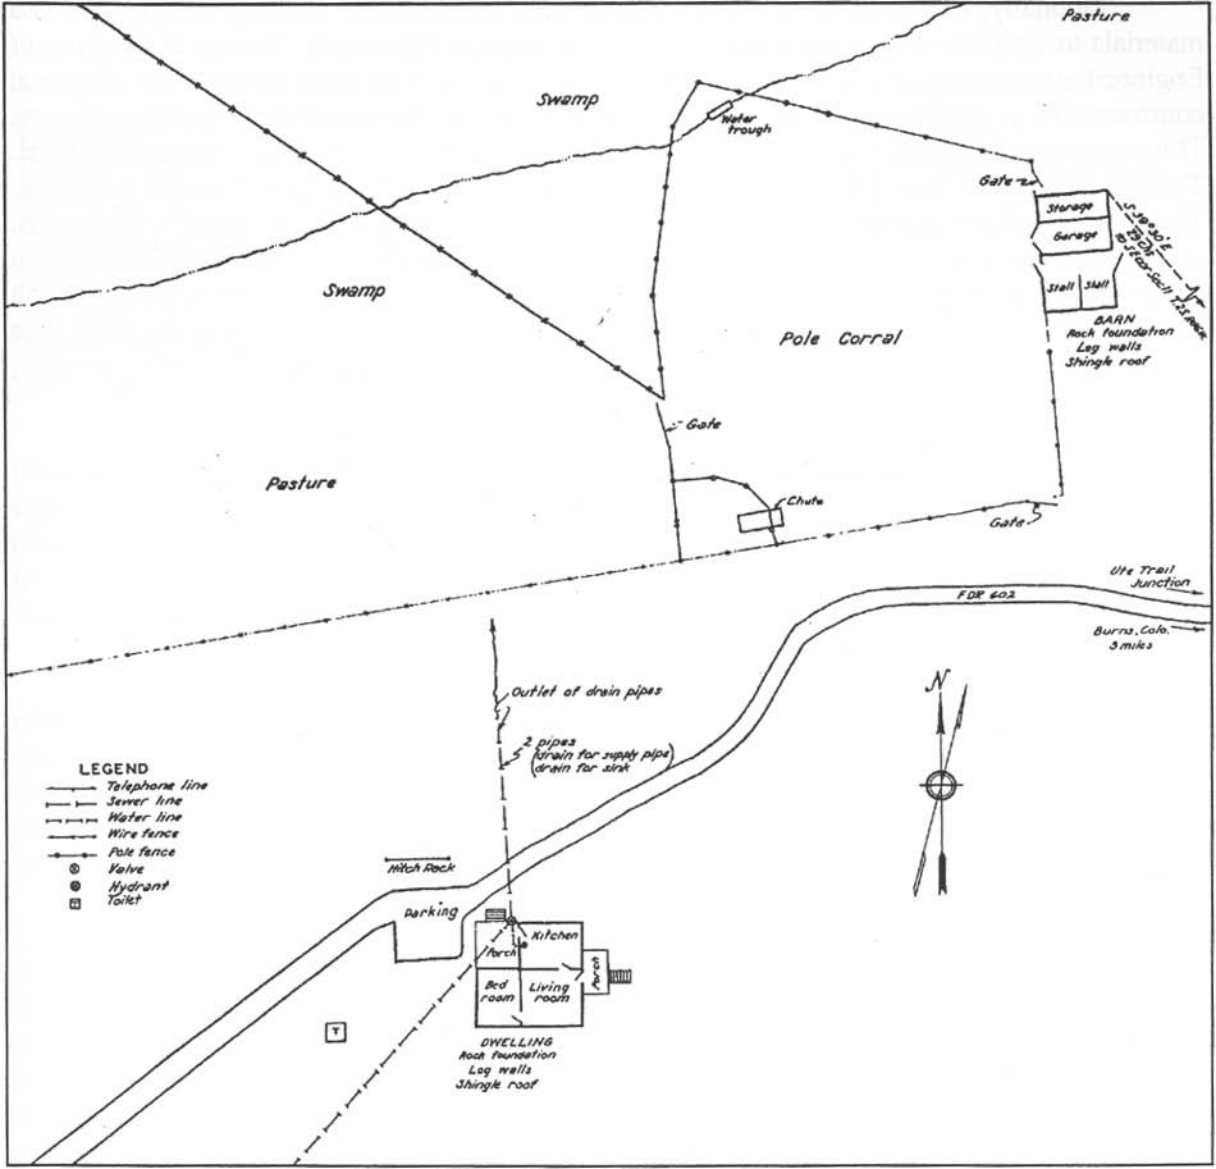 Pasture
Swamp
Water
trough
Gate
Storage
Garage
S 38°30'E
Stall Stall
BARN
Rock foundation
Log walls
Shingle roof
Swamp
Pole Corral
Gate
Pasture
Chute
Gate
Ute Trail
Junction
FDR 602
Burns, Colo.
N
Outlet of drain pipes
2 pipes
(drain for supply pipe)
(drain for sink
LEGEND
Telephone line
Sewer line
Water line
Wire fence
Pole fence
Valve
Hydrant
T Toilet
Hitch Rack
Parking
Kitchen
Porch
Porch
Bed
room
Living
room
T
DWELLING
Rock foundation
Log walls
Shingle roof